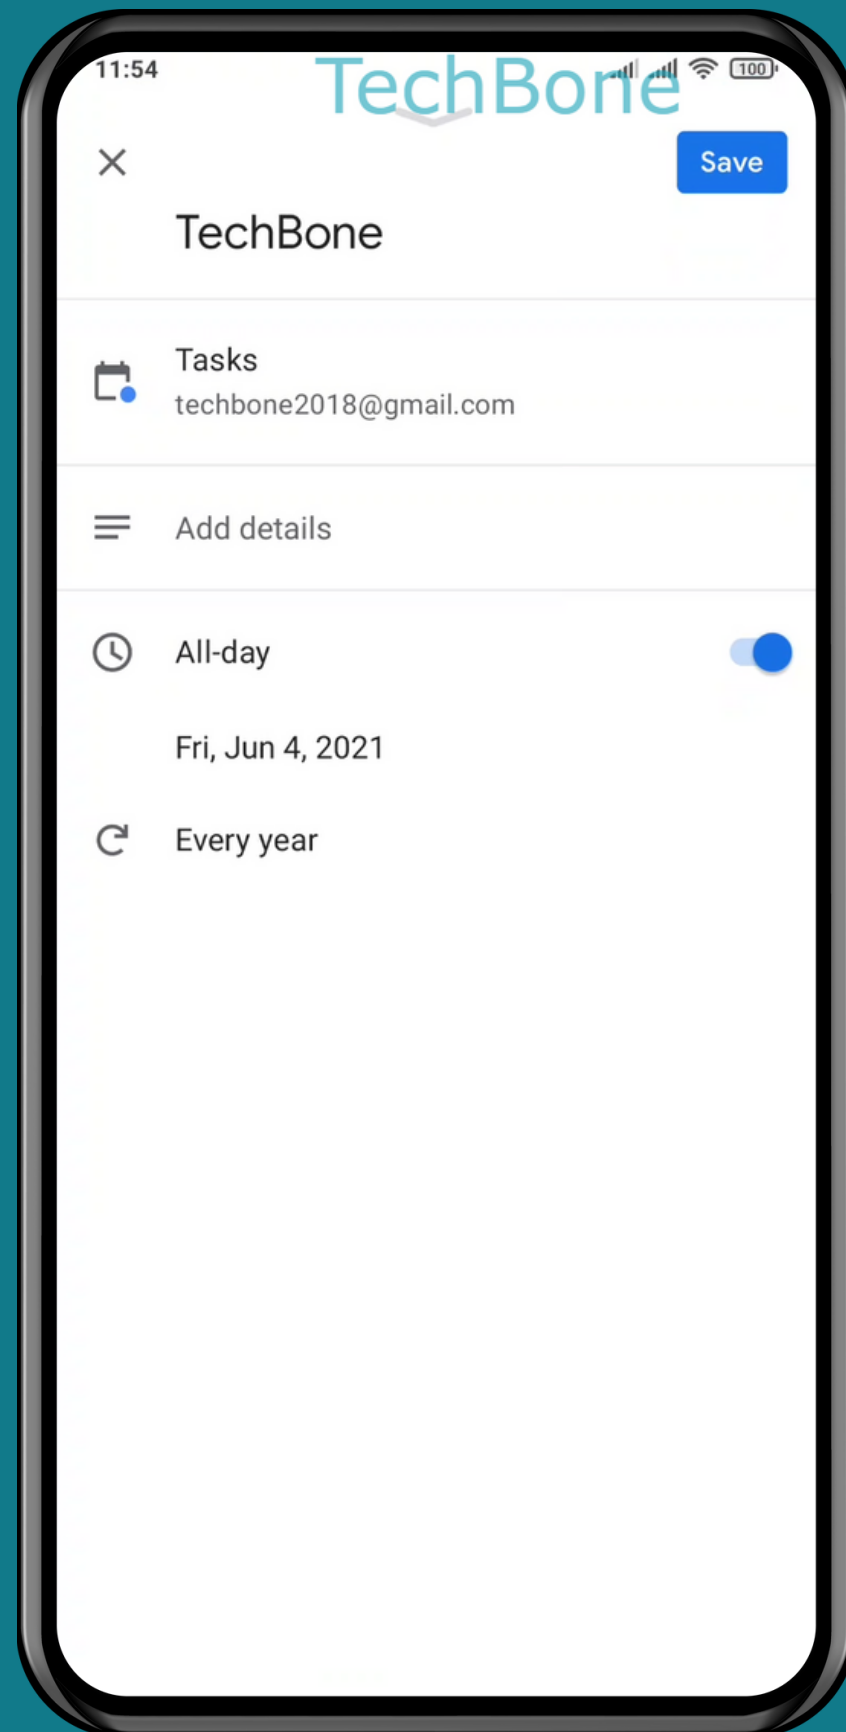 11:54
TechBone
100
Save
TechBone
Tasks
techbone2018@gmail.com
Add details
All-day
Fri, Jun 4, 2021
Every year